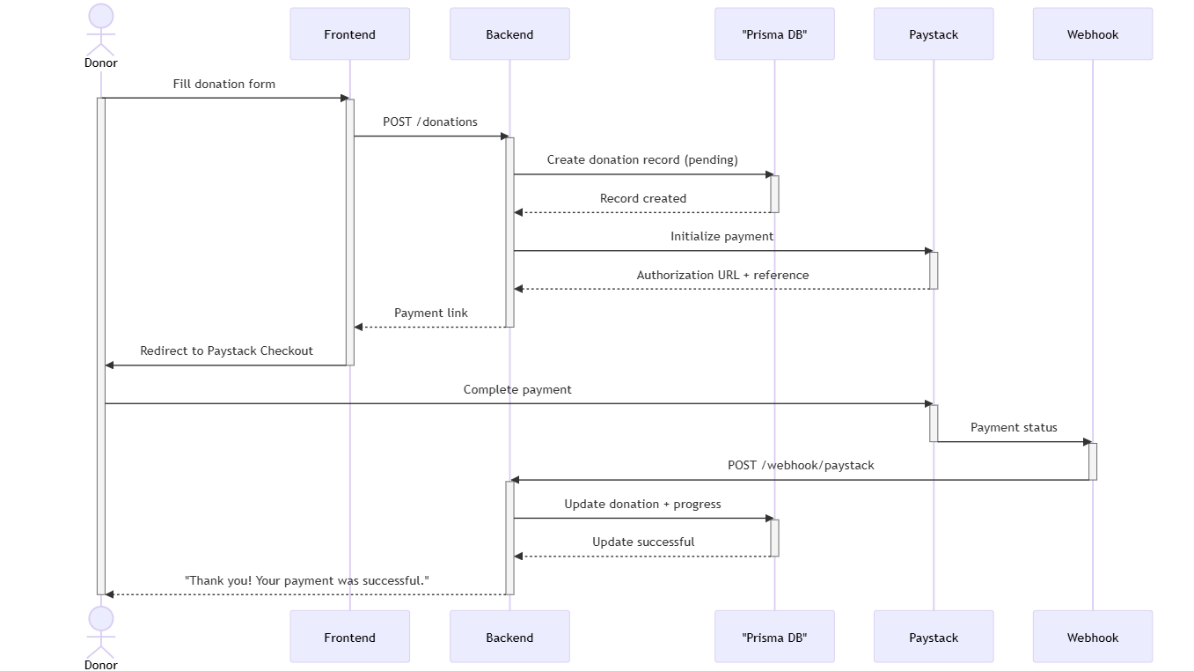 Donor
Frontend
Backend
"Prisma DB"
Paystack
Webhook
Fill donation form
POST /donations
Create donation record (pending)
Record created
Initialize payment
Authorization URL + reference
Payment link
Redirect to Paystack Checkout
Complete payment
Payment status
POST /webhook/paystack
Update donation + progress
Update successful
"Thank you! Your payment was successful."
Donor
Frontend
Backend
"Prisma DB"
Paystack
Webhook